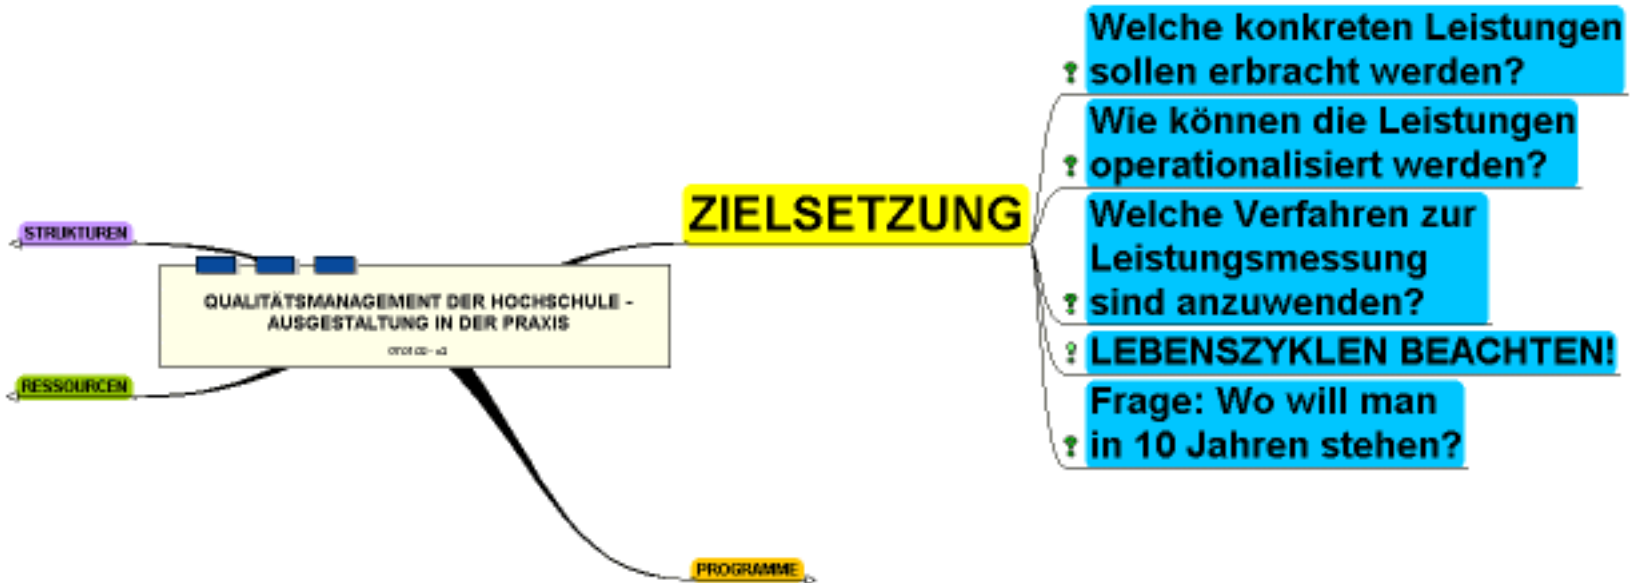 Welche konkreten Leistungen
sollen erbracht werden?
Wie können die Leistungen
operationalisiert werden?
ZIELSETZUNG
Welche Verfahren zur
Leistungsmessung
sind anzuwenden?
STRUKTUREN
QUALITÄTSMANAGEMENT DER HOCHSCHULE -
AUSGESTALTUNG IN DER PRAXIS
LEBENSZYKLEN BEACHTEN!
RESSOURCEN
Frage: Wo will man
in 10 Jahren stehen?
PROGRAMME